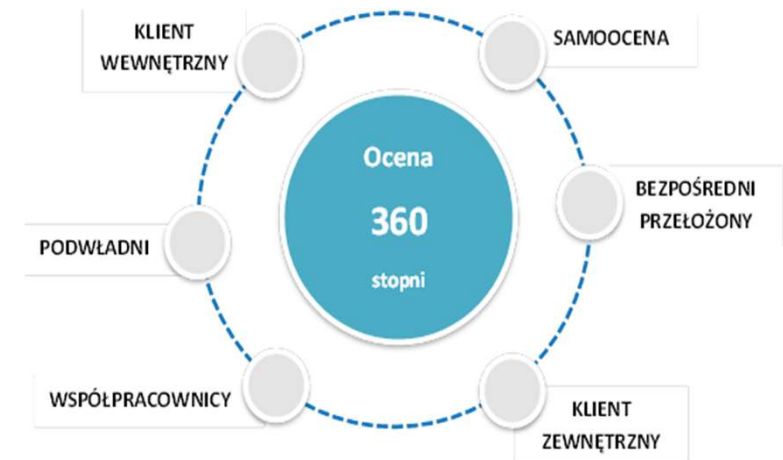 KLIENT
WEWNĘTRZNY
SAMOOCENA
Ocena
360
stopni
BEZPOŚREDNI
PRZEŁOŻONY
PODWŁADNI
WSPÓŁPRACOWNICY
KLIENT
ZEWNĘTRZNY